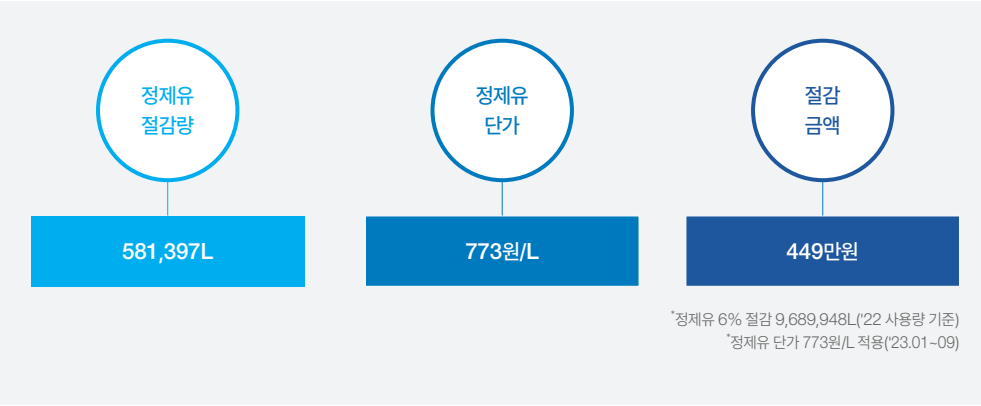 정제유
절감량
정제유
단가
절감
금액
581,397L
773원/L
449만원
*정제유 6% 절감 9,689,948L('22 사용량 기준)
*정제유 단가 773원/L 적용('23.01~09)